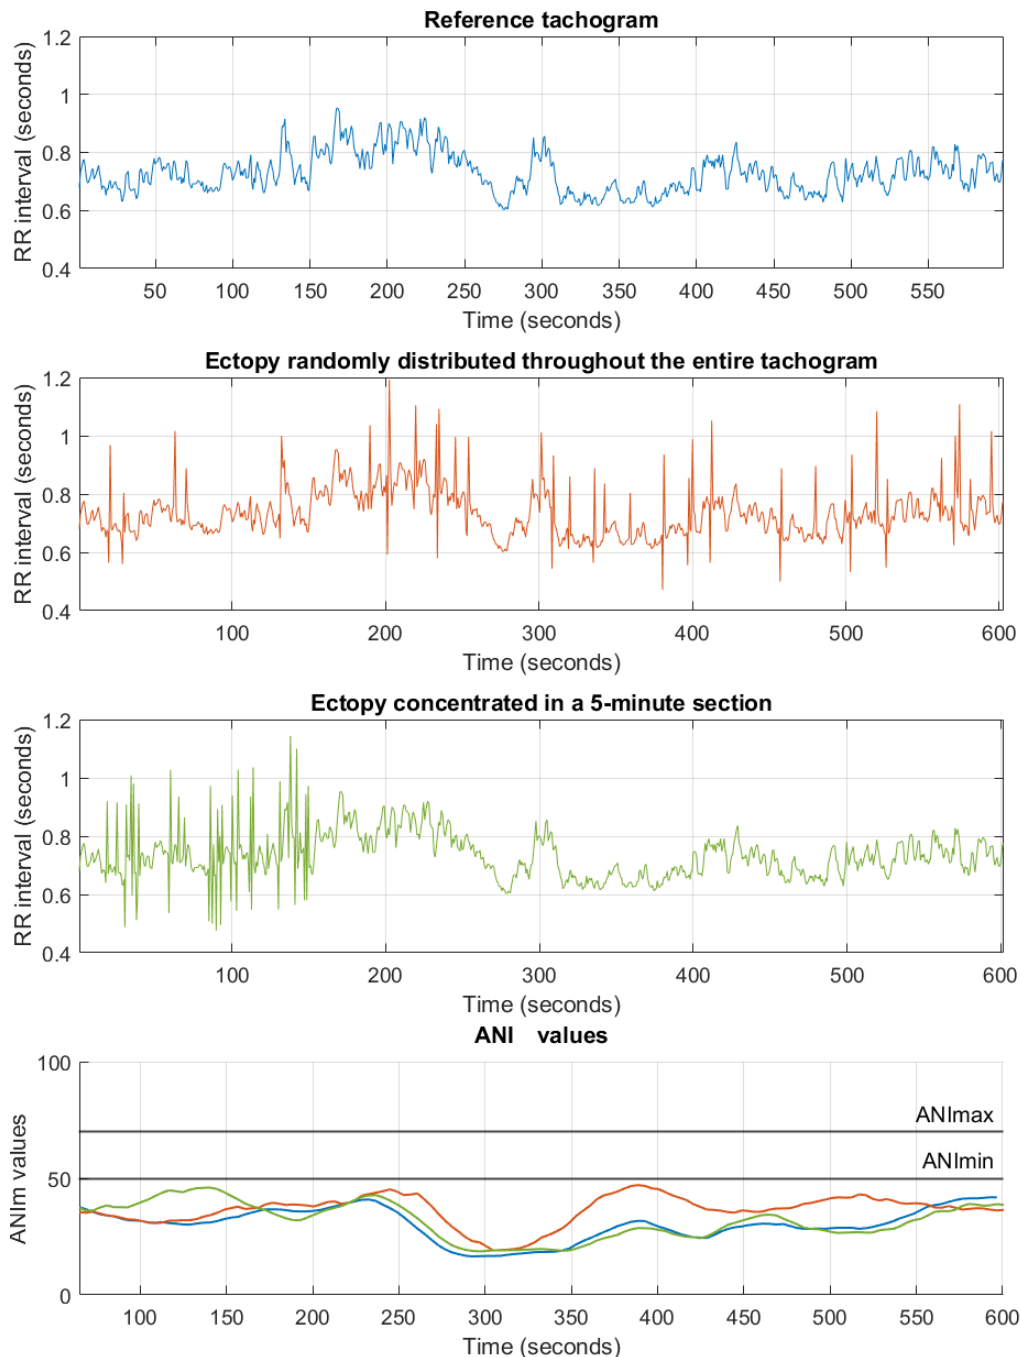 Reference tachogram
1.2
1
0.8
0.6
0.4
RR interval (seconds)
50 100 150 200 250 300 350 400 450 500 550
Time (seconds)
Ectopy randomly distributed throughout the entire tachogram
1.2
1
0.8
0.6
0.4
RR interval (seconds)
100 200 300 400 500 600
Time (seconds)
Ectopy concentrated in a 5-minute section
1.2
1
0.8
0.6
0.4
RR interval (seconds)
100 200 300 400 500 600
Time (seconds)
ANI values
100
50
0
ANIm values
ANImax
ANImin
100 150 200 250 300 350 400 450 500 550 600
Time (seconds)